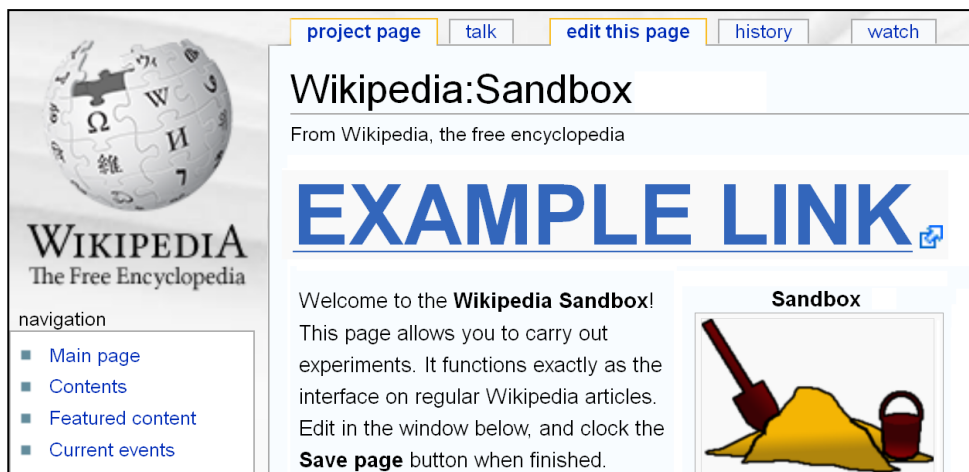 project page talk edit this page history watch
Wikipedia:Sandbox
From Wikipedia, the free encyclopedia
EXAMPLE LINK
Ω W И 維 7
WIKIPEDIA
The Free Encyclopedia
navigation
Main page
Contents
Featured content
Current events
Welcome to the Wikipedia Sandbox!
This page allows you to carry out
experiments. It functions exactly as the
interface on regular Wikipedia articles.
Edit in the window below, and clock the
Save page button when finished.
Sandbox